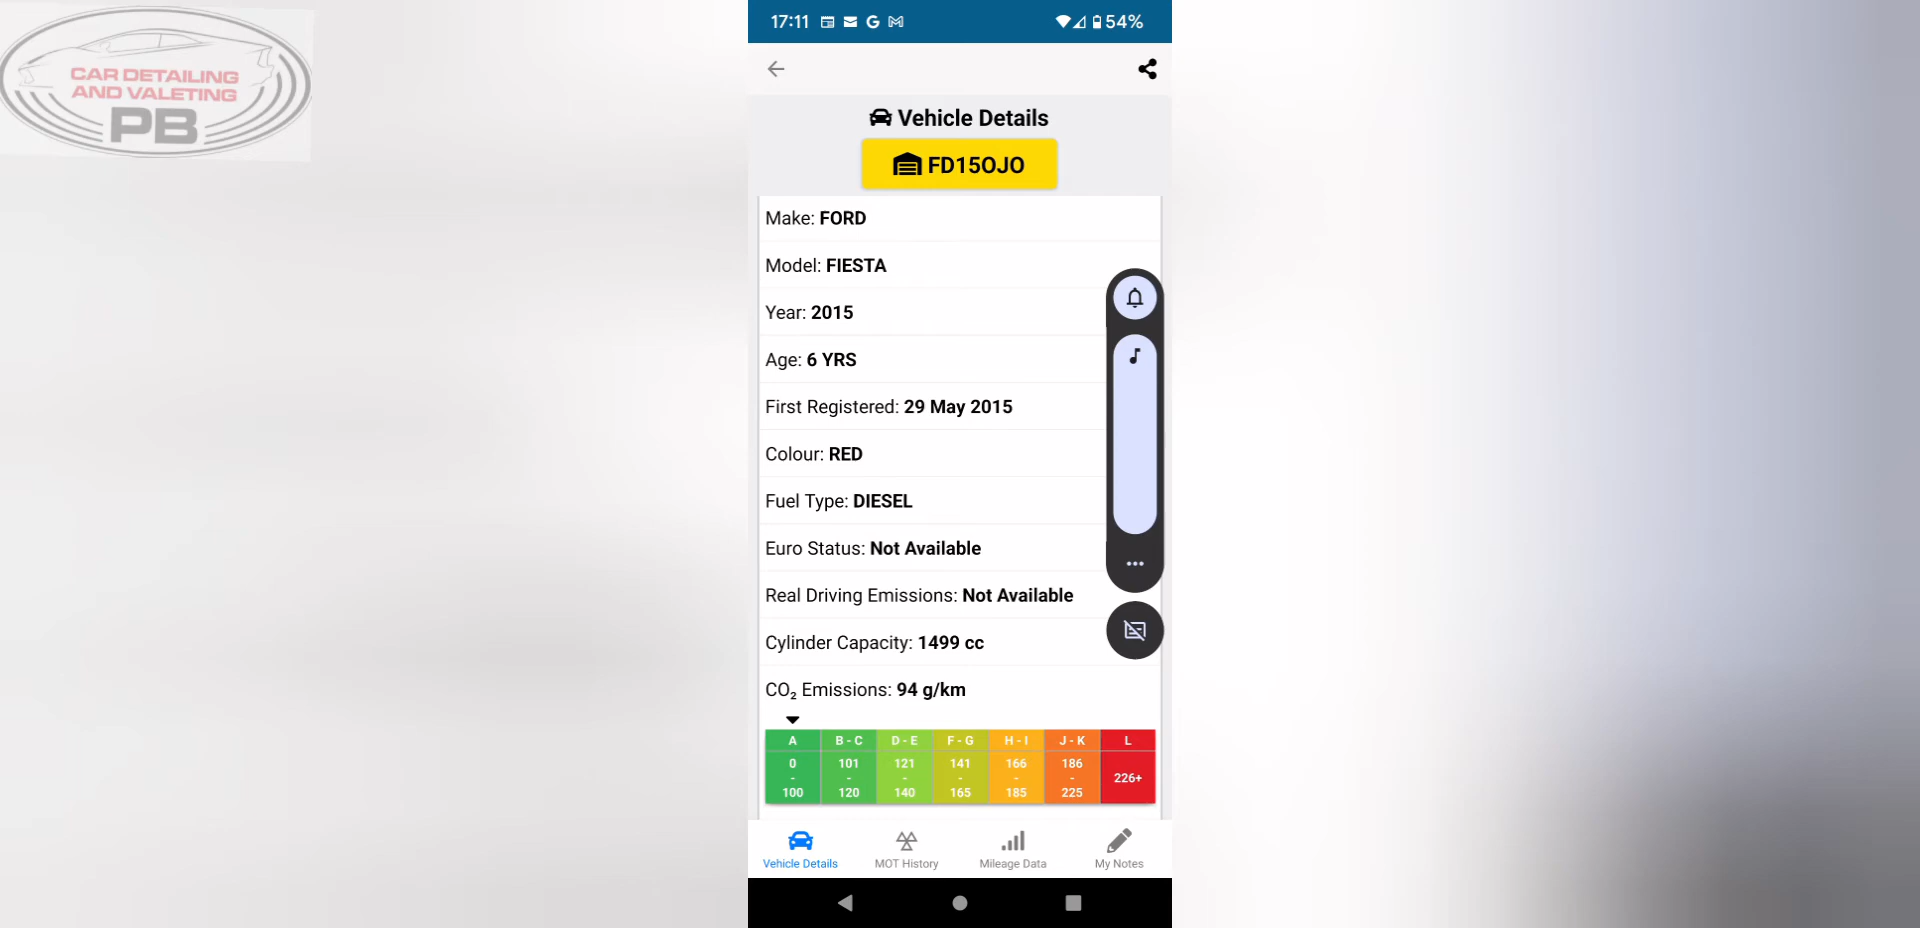 CAR DETAILING
AND VALETING
PB
17:11
54%
Vehicle Details
FD15OJO
Make: FORD
Model: FIESTA
Year: 2015
Age: 6 YRS
First Registered: 29 May 2015
Colour: RED
Fuel Type: DIESEL
Euro Status: Not Available
Real Driving Emissions: Not Available
Cylinder Capacity: 1499 cc
CO₂ Emissions: 94 g/km
A B - C D - E F - G H - I J - K L
0 101 121 141 166 186
- - - - - - 226+
100 120 140 165 185 225
Vehicle Details MOT History Mileage Data My Notes